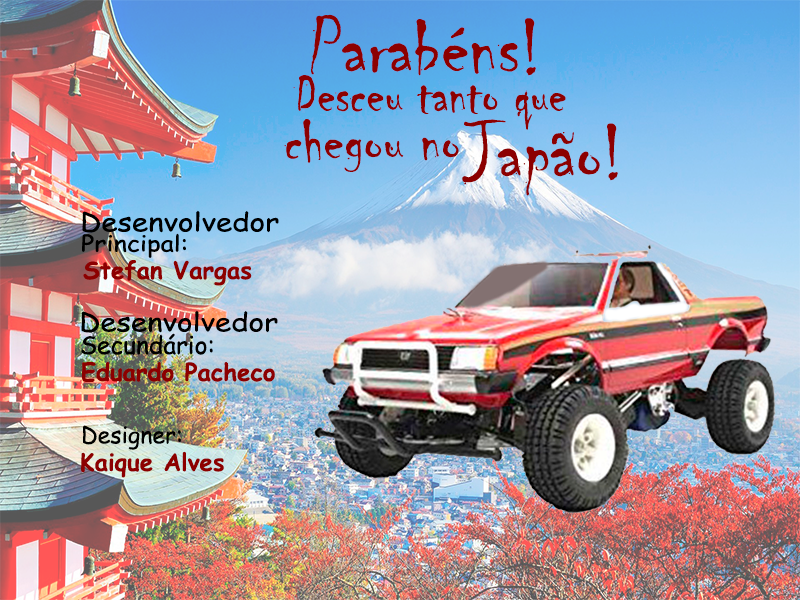 Parabéns!
Desceu tanto que
chegou no Japão!
Desenvolvedor
Principal:
Stefan Vargas
Desenvolvedor
Secundário:
Eduardo Pacheco
Designer:
Kaique Alves